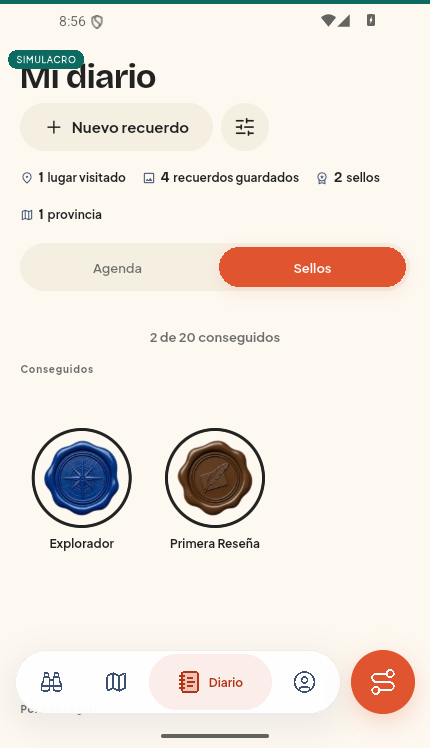 8:56
SIMULACRO
Mi diario
Nuevo recuerdo
1 lugar visitado
4 recuerdos guardados
2 sellos
1 provincia
Agenda
Sellos
2 de 20 conseguidos
Conseguidos
Explorador
Primera Reseña
Diario